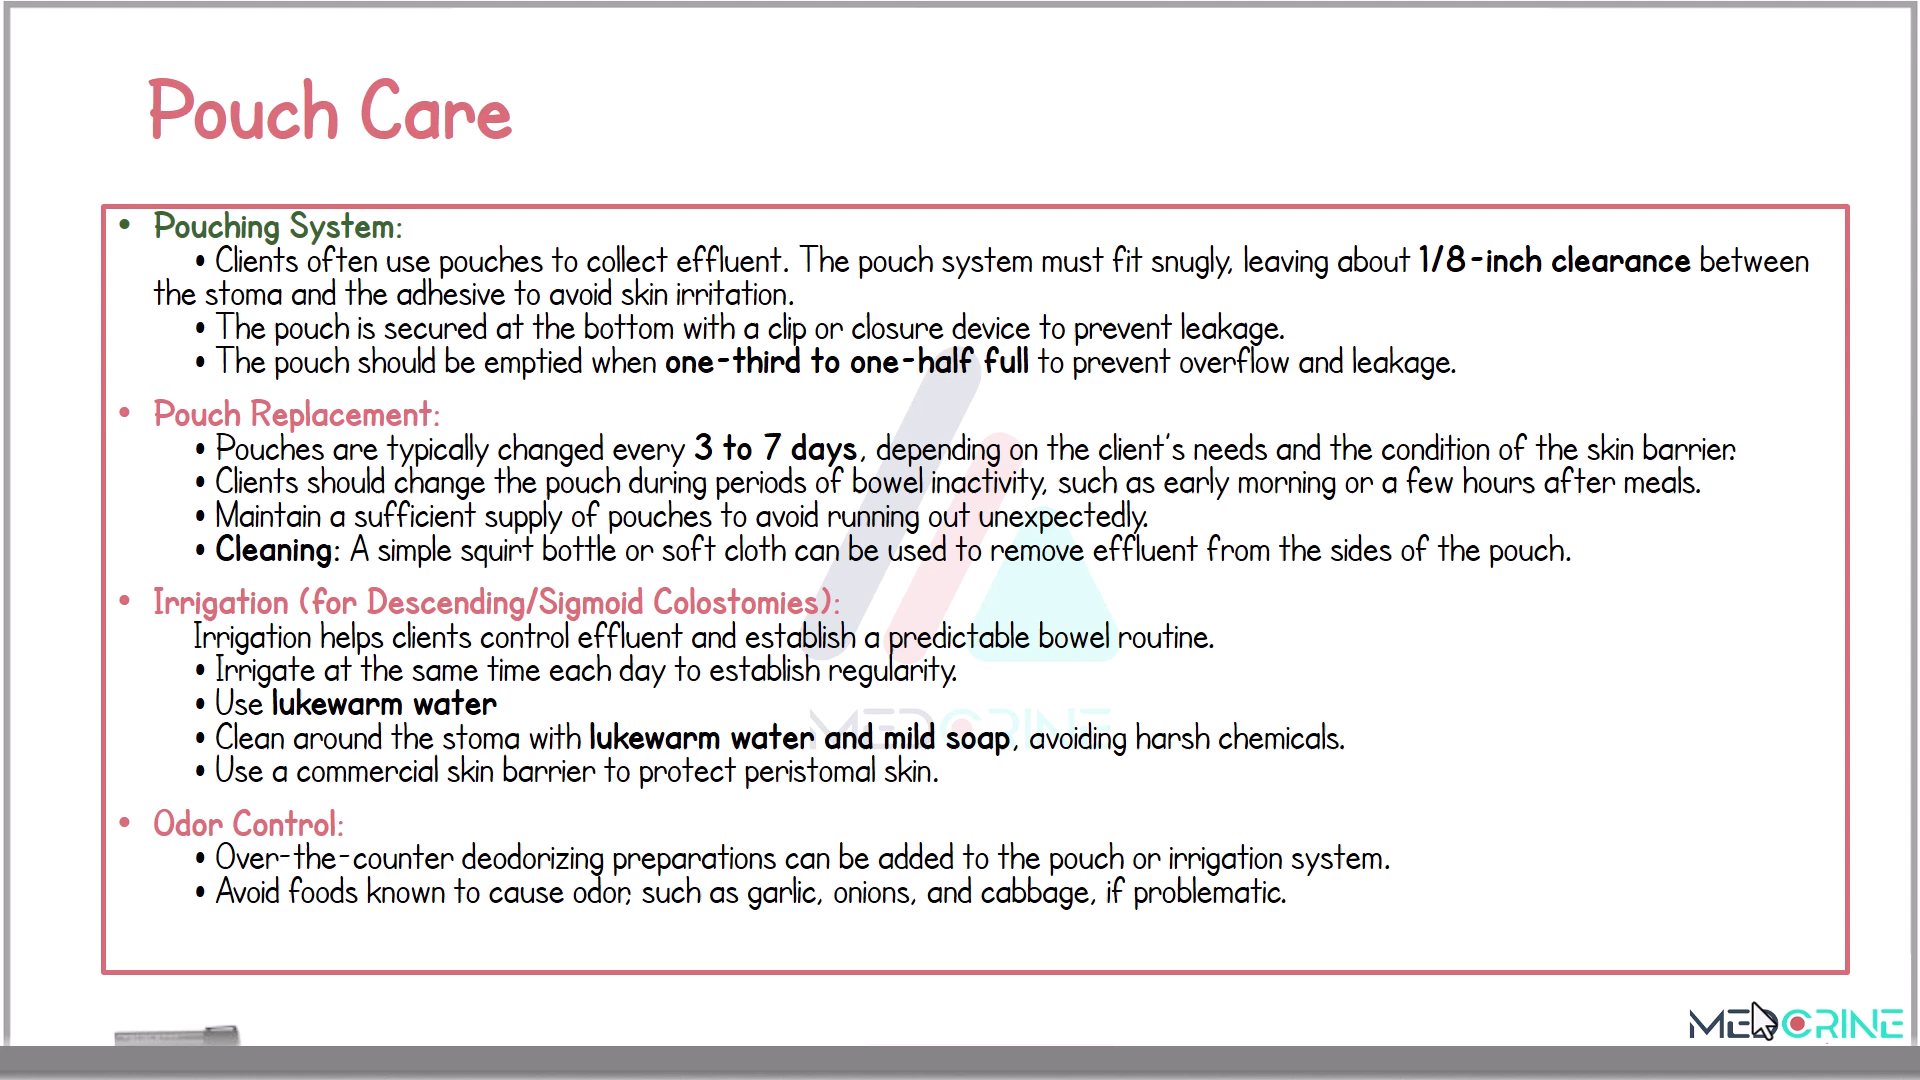 Pouch Care
• Pouching System:
• Clients often use pouches to collect effluent. The pouch system must fit snugly, leaving about 1/8-inch clearance between
the stoma and the adhesive to avoid skin irritation.
• The pouch is secured at the bottom with a clip or closure device to prevent leakage.
• The pouch should be emptied when one-third to one-half full to prevent overflow and leakage.
• Pouch Replacement:
• Pouches are typically changed every 3 to 7 days, depending on the client's needs and the condition of the skin barrier.
• Clients should change the pouch during periods of bowel inactivity, such as early morning or a few hours after meals.
• Maintain a sufficient supply of pouches to avoid running out unexpectedly.
• Cleaning: A simple squirt bottle or soft cloth can be used to remove effluent from the sides of the pouch.
• Irrigation (for Descending/Sigmoid Colostomies):
Irrigation helps clients control effluent and establish a predictable bowel routine.
• Irrigate at the same time each day to establish regularity.
• Use lukewarm water
• Clean around the stoma with lukewarm water and mild soap, avoiding harsh chemicals.
• Use a commercial skin barrier to protect peristomal skin.
• Odor Control:
• Over-the-counter deodorizing preparations can be added to the pouch or irrigation system.
• Avoid foods known to cause odor, such as garlic, onions, and cabbage, if problematic.
MEDCRINE
MEDCRINE